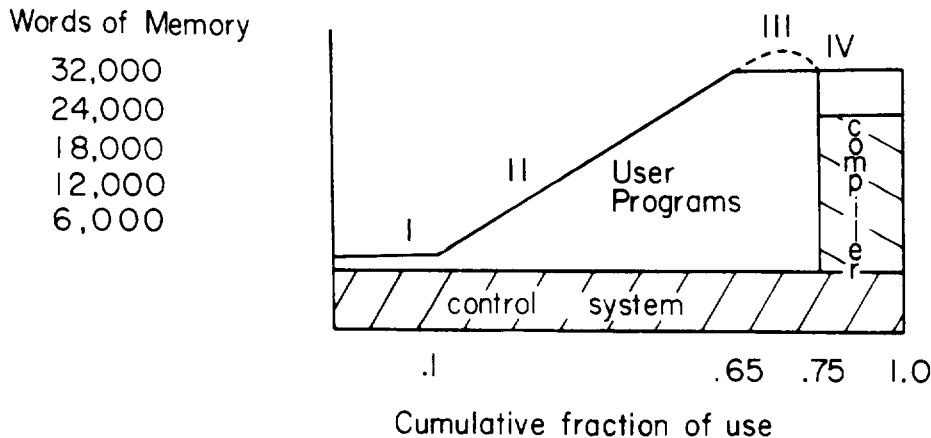 Words of Memory
32,000
24,000
18,000
12,000
6,000
III
IV
II
I
User
Programs
compiler
control system
.1
.65
.75
1.0
Cumulative fraction of use